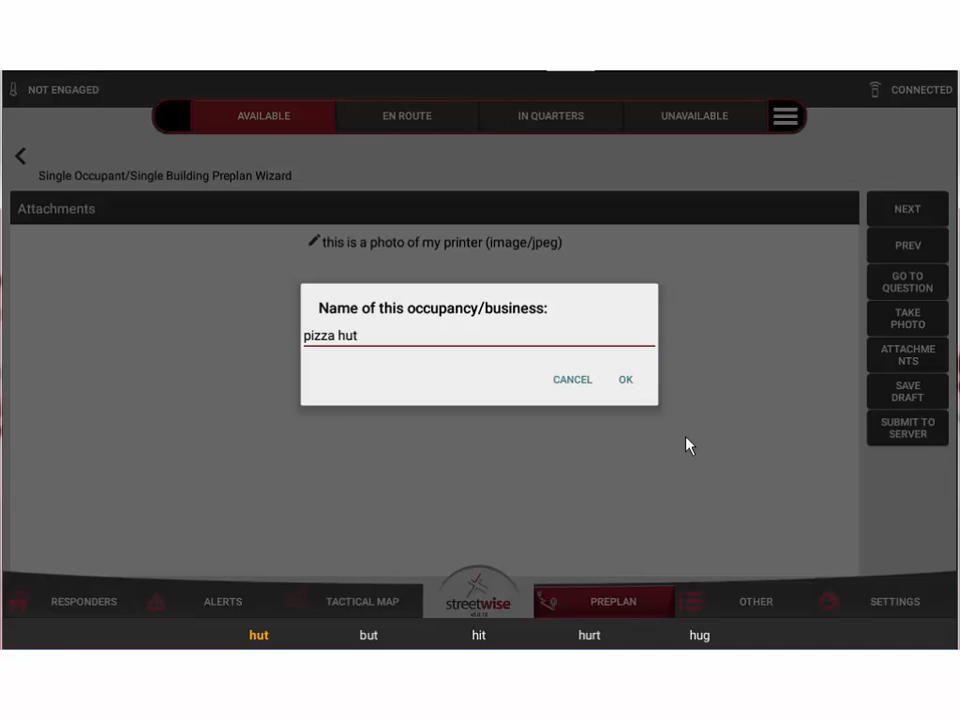 NOT ENGAGED
CONNECTED
AVAILABLE
EN ROUTE
IN QUARTERS
UNAVAILABLE
Single Occupant/Single Building Preplan Wizard
Attachments
this is a photo of my printer (image/jpeg)
Name of this occupancy/business:
pizza hut
CANCEL
OK
NEXT
PREV
GO TO
QUESTION
TAKE
PHOTO
ATTACHME
NTS
SAVE
DRAFT
SUBMIT TO
SERVER
RESPONDERS
ALERTS
TACTICAL MAP
streetwise
PREPLAN
OTHER
SETTINGS
hut
but
hit
hurt
hug